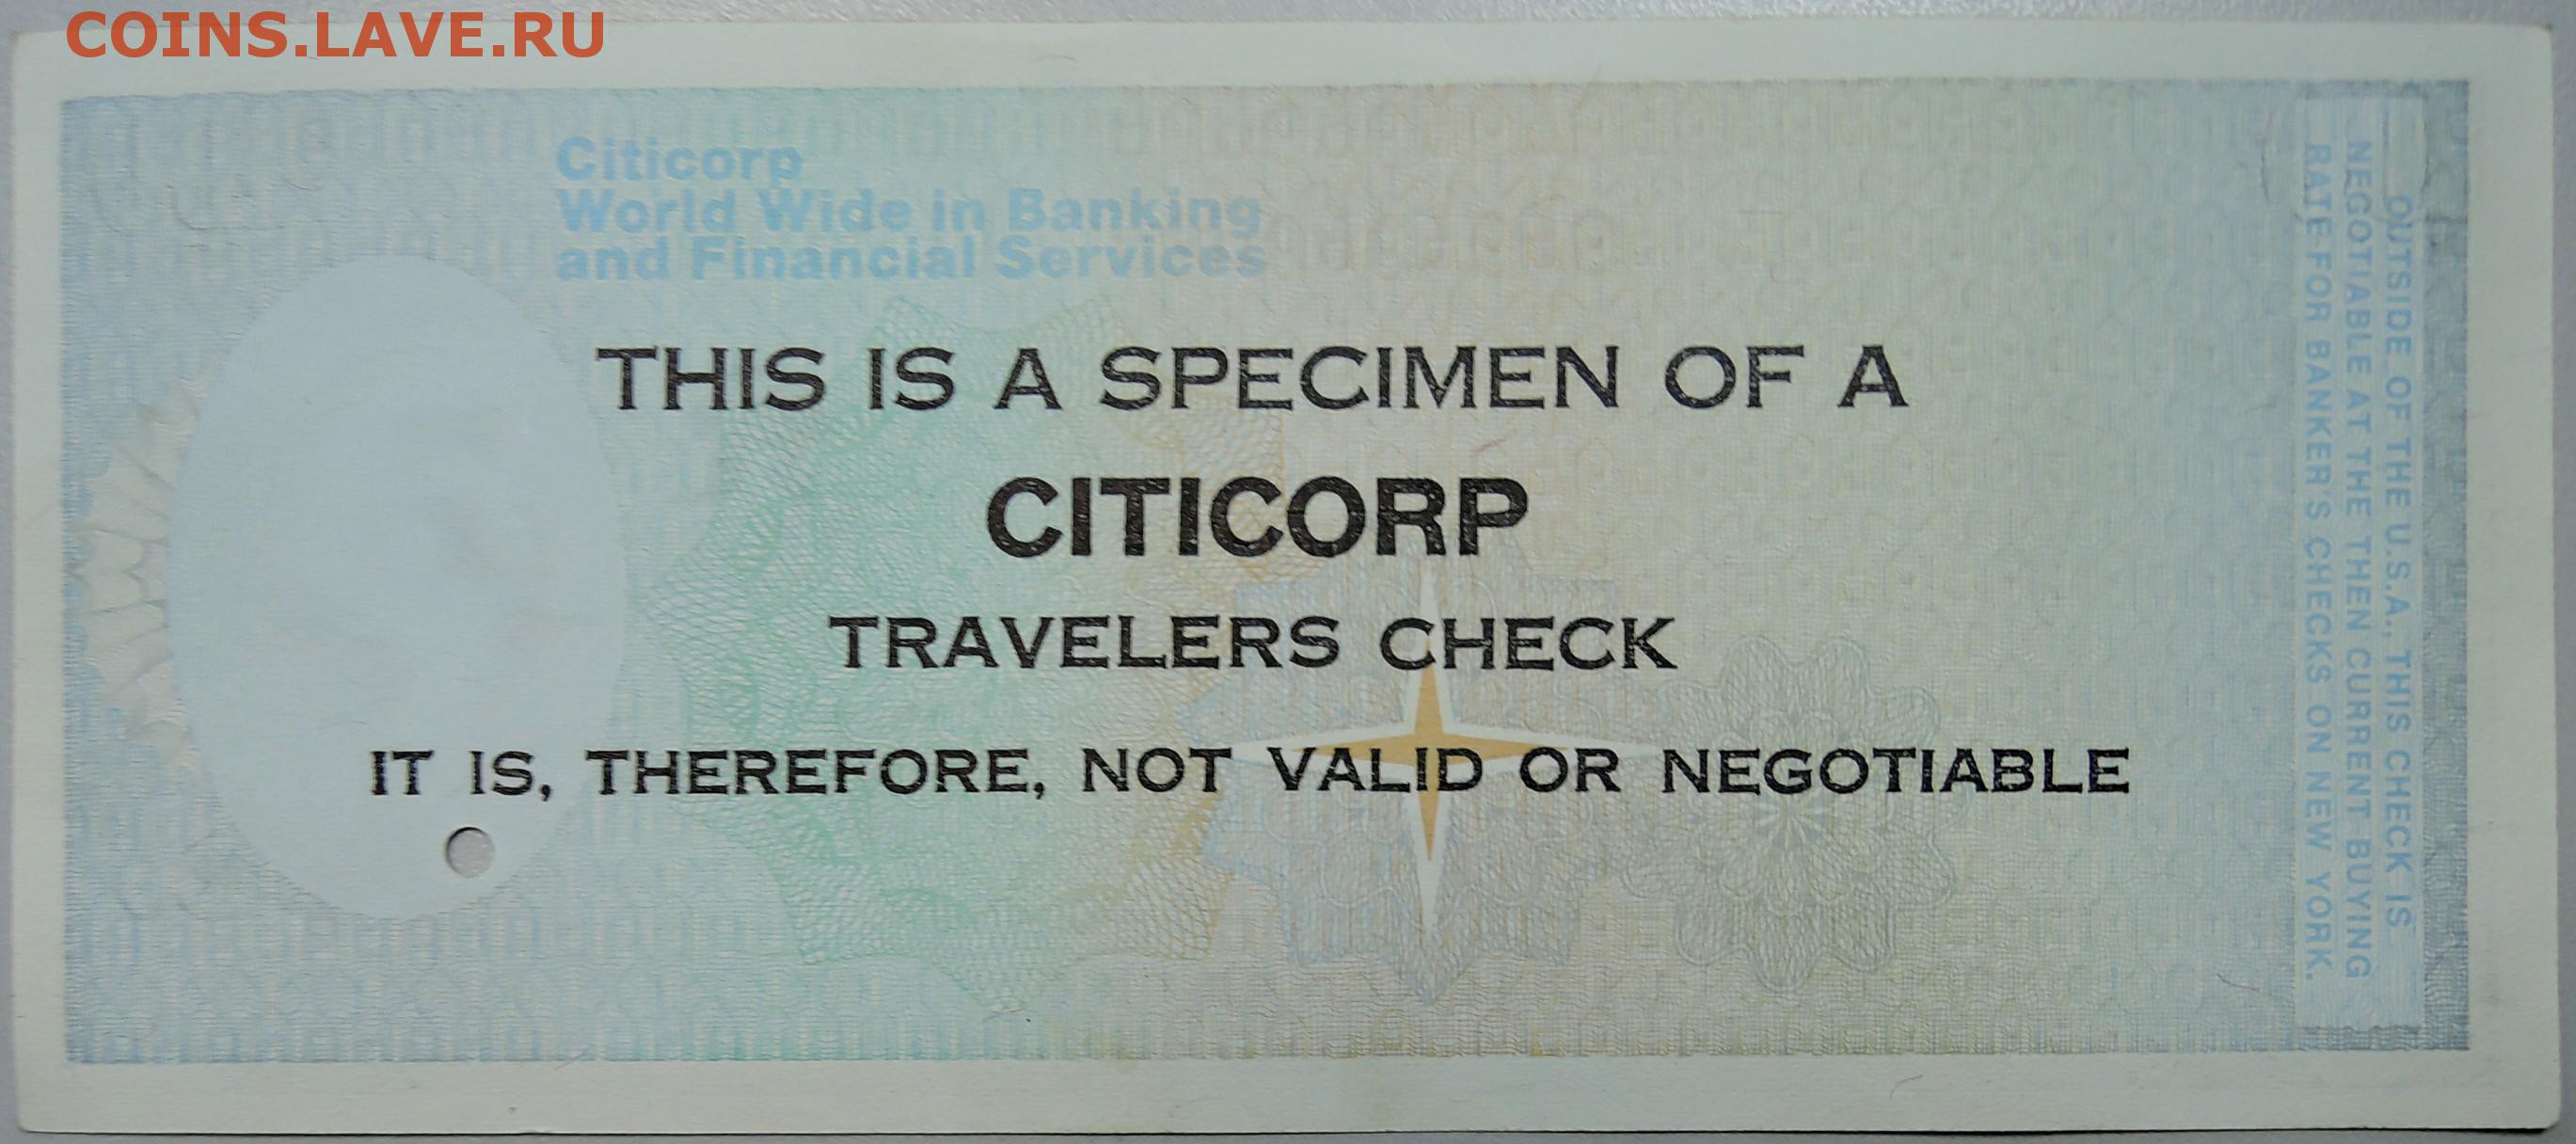 COINS.LAVE.RU
Citicorp
World Wide in Banking
and Financial Services
THIS IS A SPECIMEN OF A
CITICORP
TRAVELERS CHECK
IT IS, THEREFORE, NOT VALID OR NEGOTIABLE
OUTSIDE OF THE U.S.A., THIS CHECK IS
NEGOTIABLE AT THE THEN CURRENT BUYING
RATE FOR BANKER'S CHECKS ON NEW YORK.